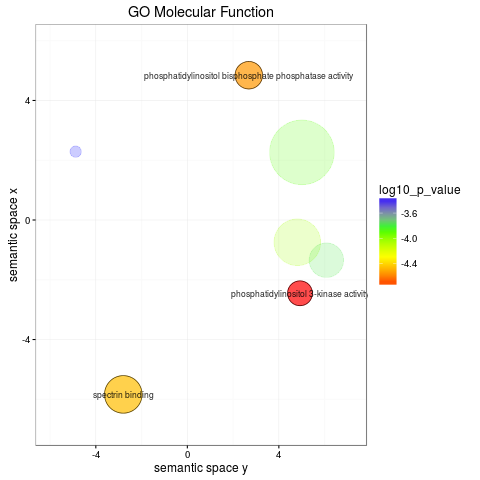 GO Molecular Function
phosphatidylinositol bisphosphate phosphatase activity
4
0
-4
semantic space x
phosphatidylinositol 3-kinase activity
spectrin binding
-4
0
4
semantic space y
log10_p_value
-3.6
-4.0
-4.4